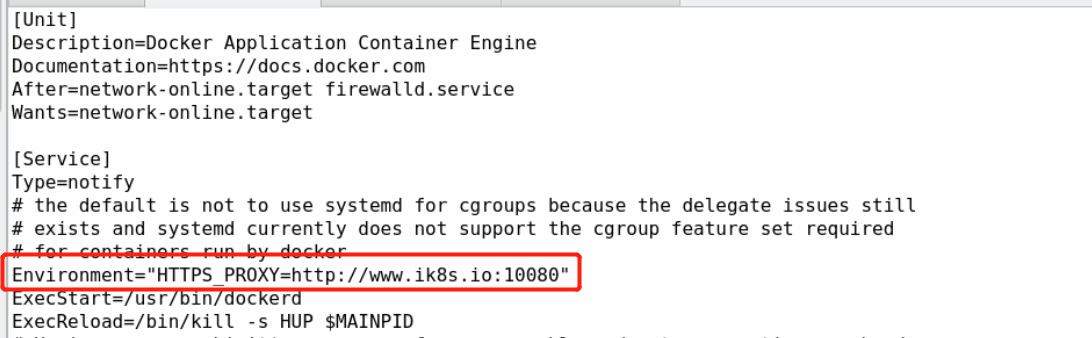 [Unit]
Description=Docker Application Container Engine
Documentation=https://docs.docker.com
After=network-online.target firewalld.service
Wants=network-online.target
[Service]
Type=notify
# the default is not to use systemd for cgroups because the delegate issues still
# exists and systemd currently does not support the cgroup feature set required
# for containers run by docker
Environment="HTTPS_PROXY=http://www.ik8s.io:10080"
ExecStart=/usr/bin/dockerd
ExecReload=/bin/kill -s HUP $MAINPID